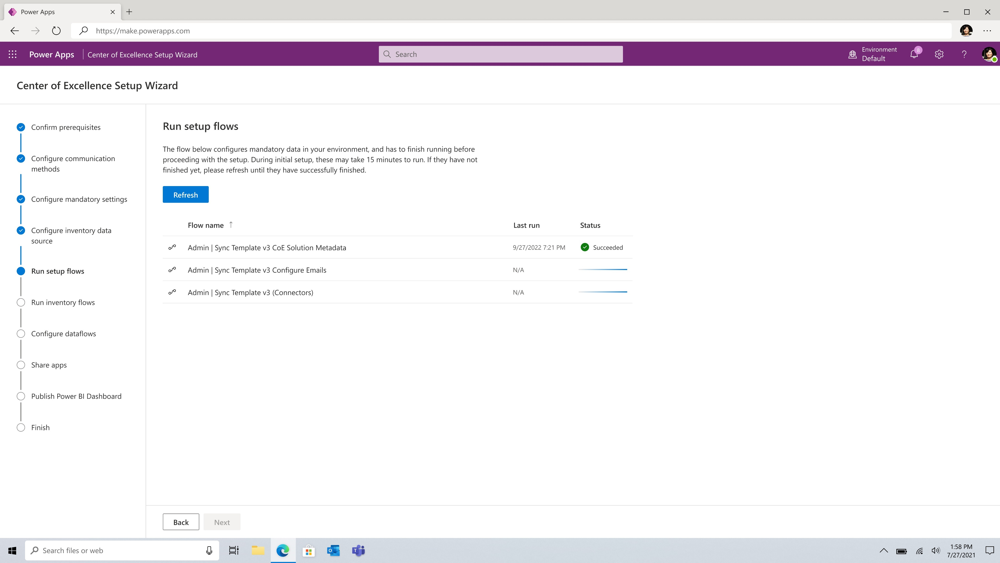 Power Apps
https://make.powerapps.com
Power Apps
Center of Excellence Setup Wizard
Search
Environment
Default
8
Center of Excellence Setup Wizard
Confirm prerequisites
Configure communication
methods
Configure mandatory settings
Configure inventory data
source
Run setup flows
Run inventory flows
Configure dataflows
Share apps
Publish Power BI Dashboard
Finish
Run setup flows
The flow below configures mandatory data in your environment, and has to finish running before
proceeding with the setup. During initial setup, these may take 15 minutes to run. If they have not
finished yet, please refresh until they have successfully finished.
Refresh
Flow name ↑ Last run Status
Admin | Sync Template v3 CoE Solution Metadata 9/27/2022 7:21 PM Succeeded
Admin | Sync Template v3 Configure Emails N/A
Admin | Sync Template v3 (Connectors) N/A
Back
Next
Search files or web
1:58 PM
7/27/2021